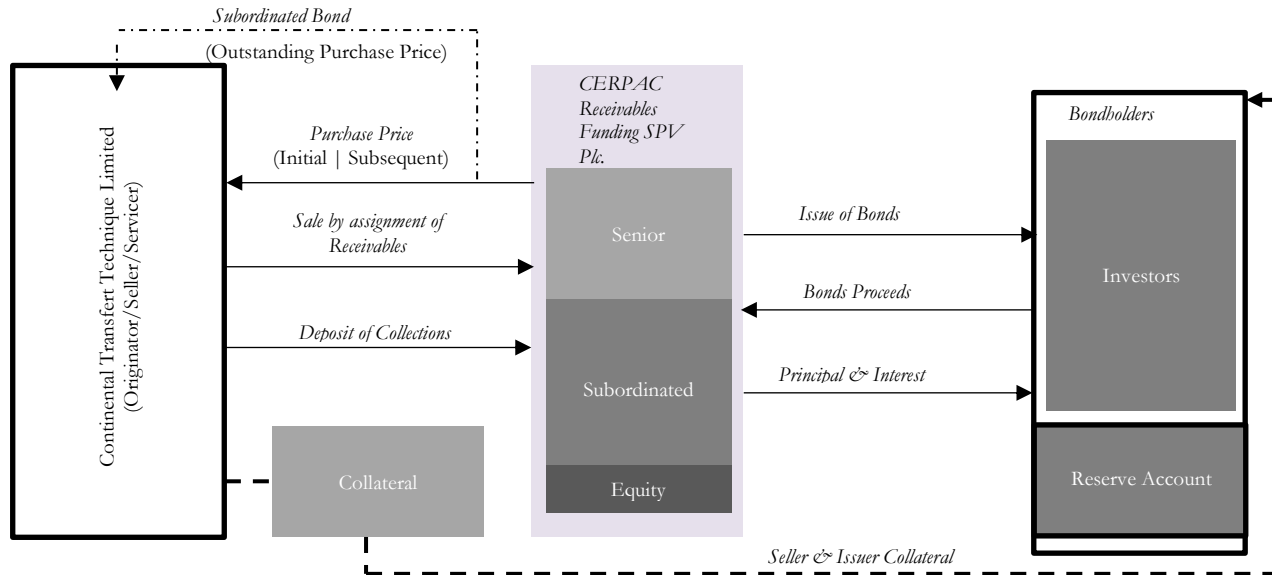 Subordinated Bond
(Outstanding Purchase Price)
Continental Transfert Technique Limited
(Originator/Seller/Servicer)
Purchase Price
(Initial | Subsequent)
Sale by assignment of
Receivables
Deposit of Collections
Collateral
CERPAC
Receivables
Funding SPV
Plc.
Senior
Subordinated
Equity
Issue of Bonds
Bonds Proceeds
Principal & Interest
Bondholders
Investors
Reserve Account
Seller & Issuer Collateral